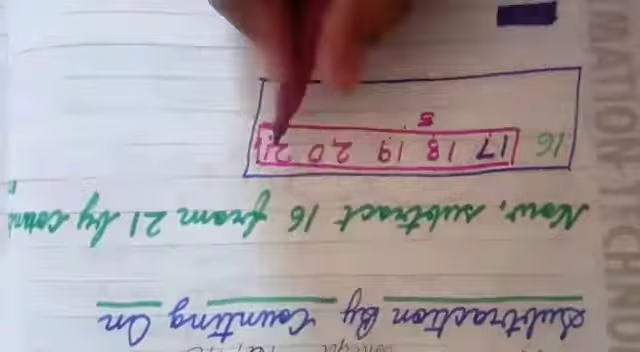 Subtraction By Counting On
Now, subtract 16 from 21 by
16 17 18 19 20 21
5